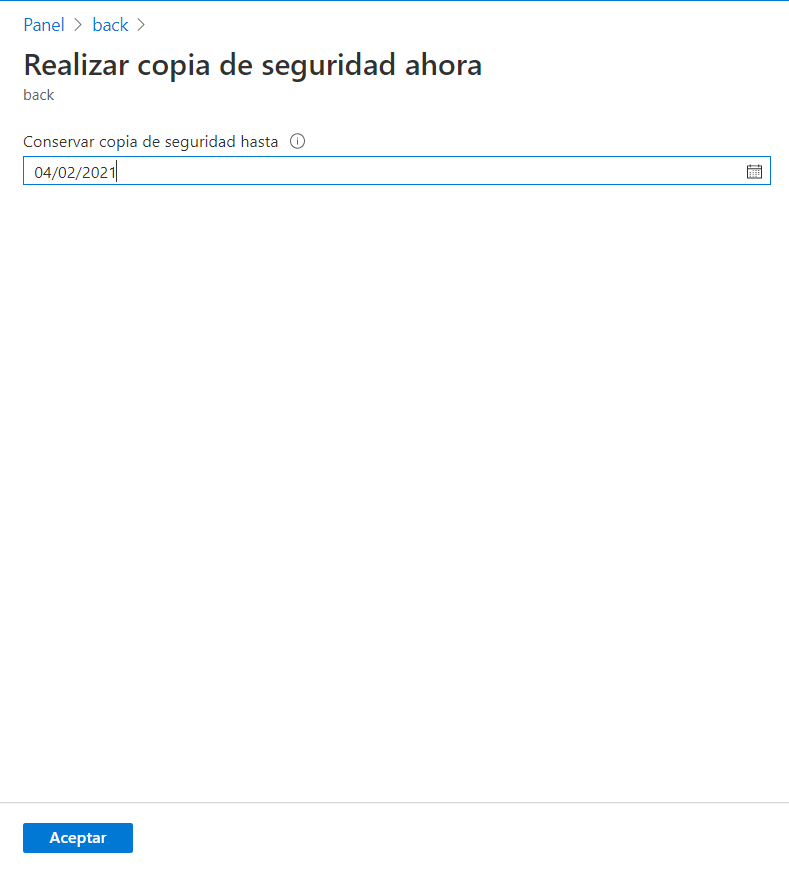 Panel > back >
Realizar copia de seguridad ahora
back
Conservar copia de seguridad hasta
04/02/2021
Aceptar